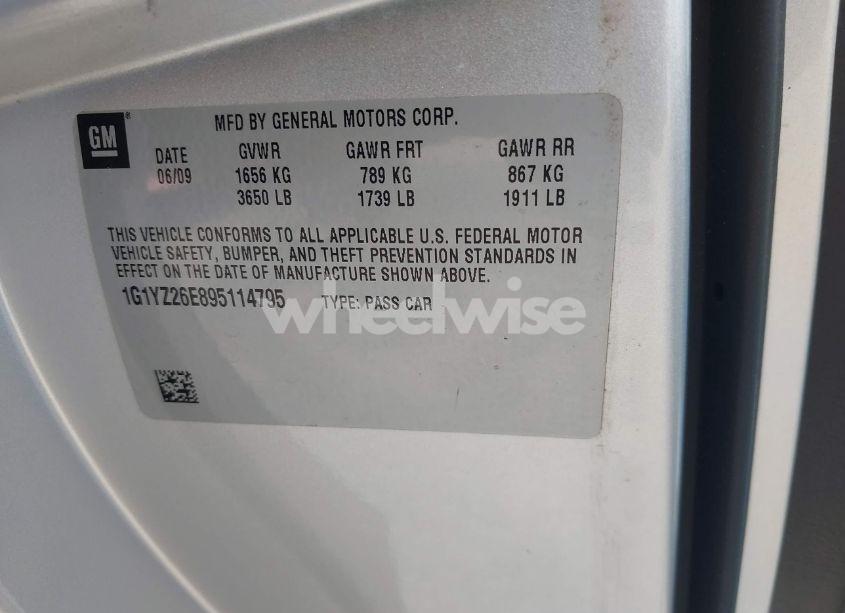 GM®
MFD BY GENERAL MOTORS CORP.
DATE GVWR GAWR FRT GAWR RR
06/09 1656 KG 789 KG 867 KG
3650 LB 1739 LB 1911 LB
THIS VEHICLE CONFORMS TO ALL APPLICABLE U.S. FEDERAL MOTOR
VEHICLE SAFETY, BUMPER, AND THEFT PREVENTION STANDARDS IN
EFFECT ON THE DATE OF MANUFACTURE SHOWN ABOVE.
1G1YZ26E895114795 TYPE: PASS CAR
wheelwise